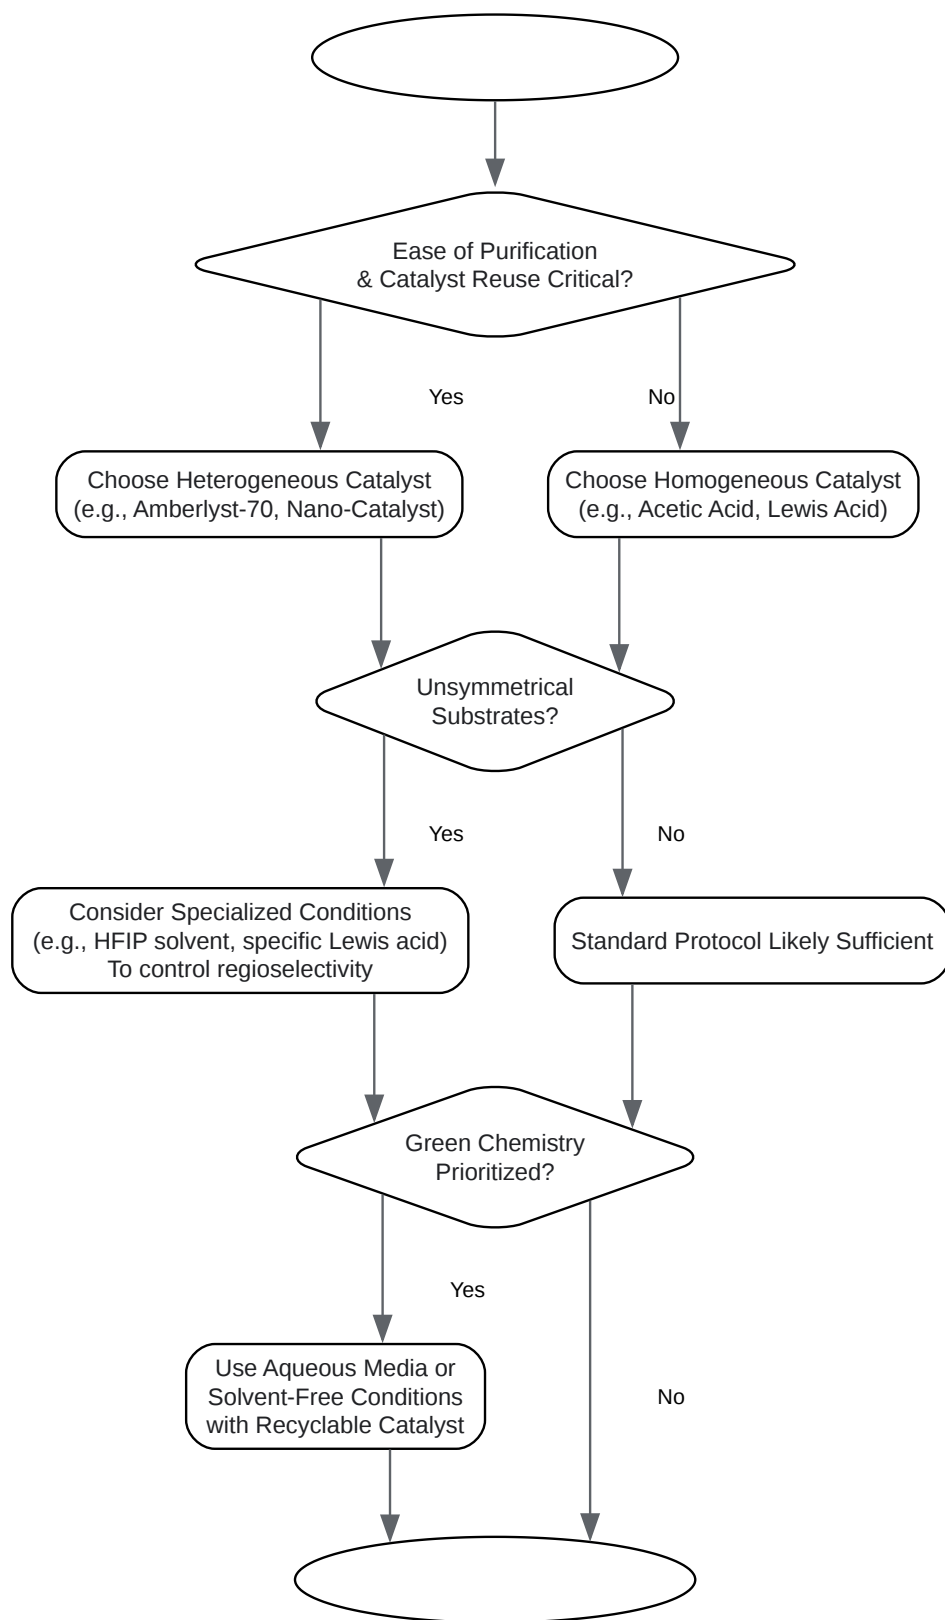 Ease of Purification
& Catalyst Reuse Critical?
Yes
No
Choose Heterogeneous Catalyst
(e.g., Amberlyst-70, Nano-Catalyst)
Choose Homogeneous Catalyst
(e.g., Acetic Acid, Lewis Acid)
Unsymmetrical
Substrates?
Yes
No
Consider Specialized Conditions
(e.g., HFIP solvent, specific Lewis acid)
To control regioselectivity
Standard Protocol Likely Sufficient
Green Chemistry
Prioritized?
Yes
Use Aqueous Media or
Solvent-Free Conditions
with Recyclable Catalyst
No